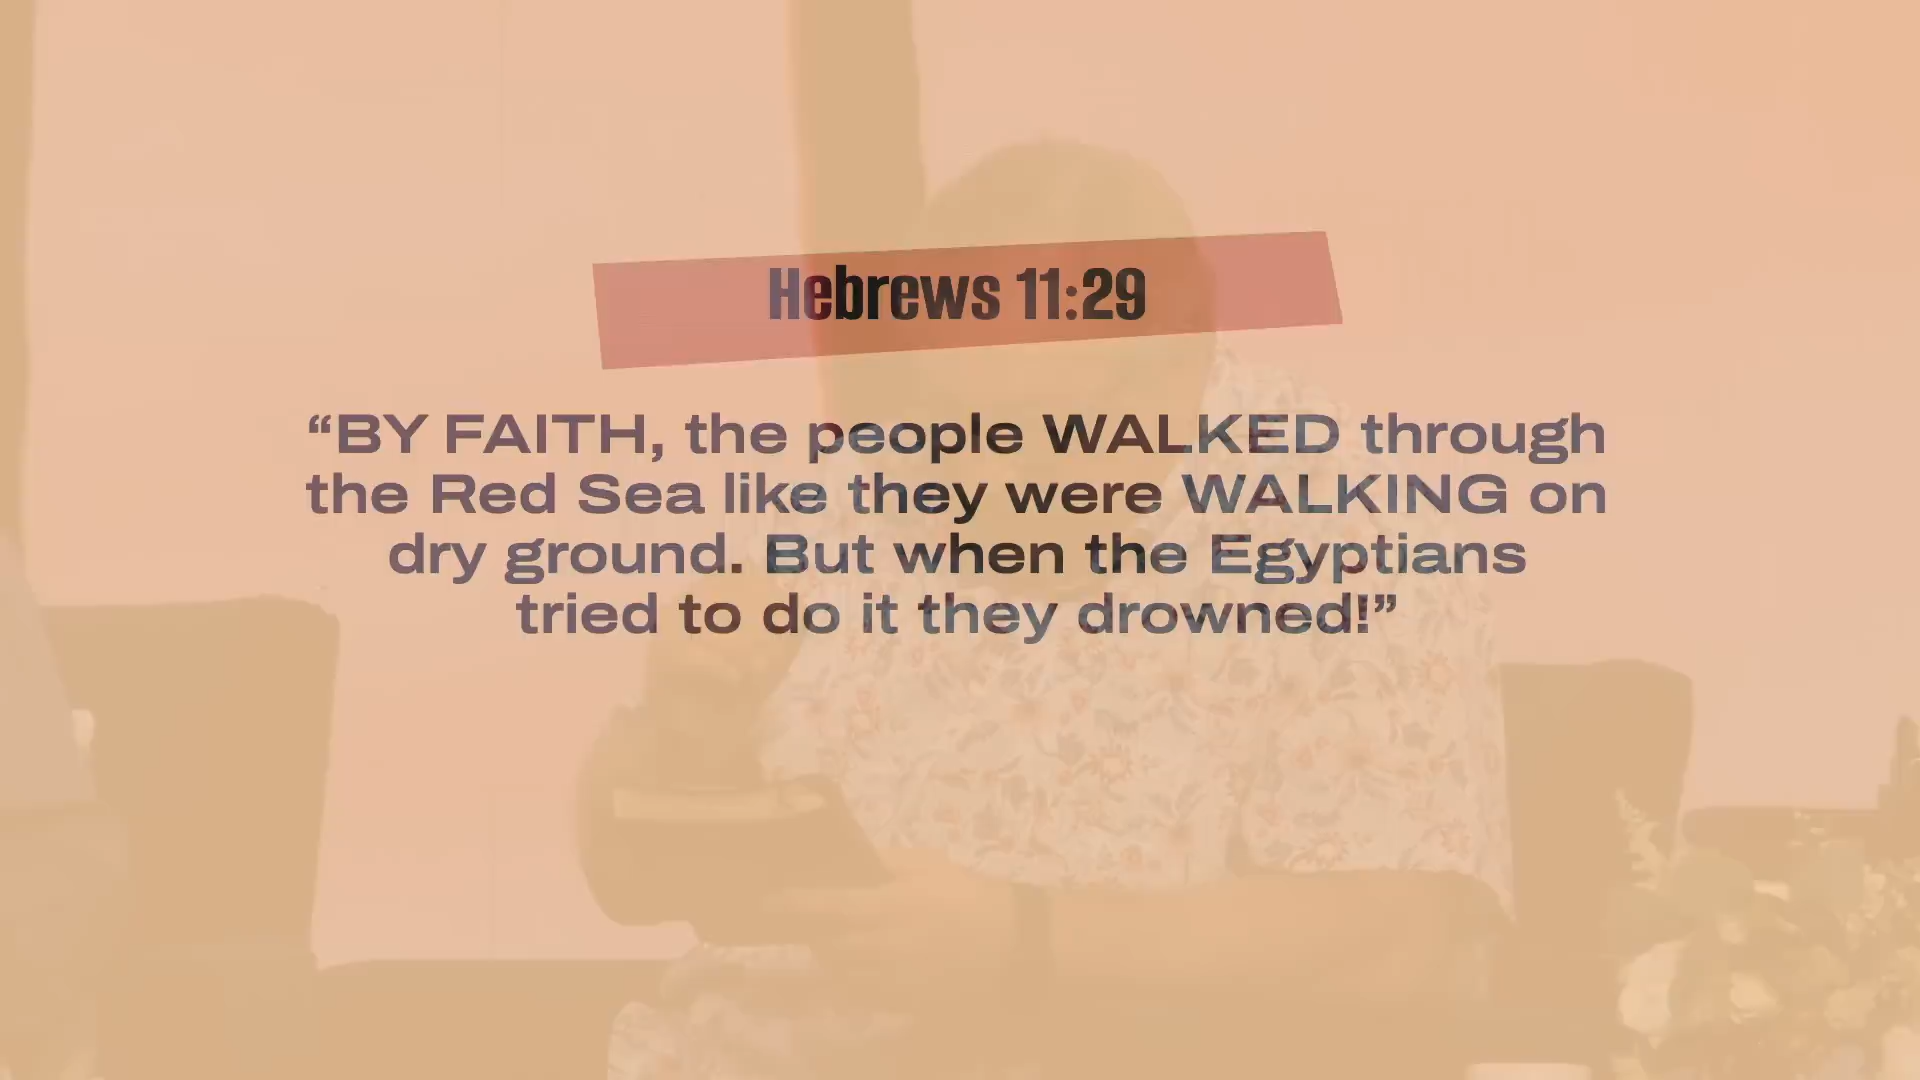 Hebrews 11:29
“BY FAITH, the people WALKED through
the Red Sea like they were WALKING on
dry ground. But when the Egyptians
tried to do it they drowned!”